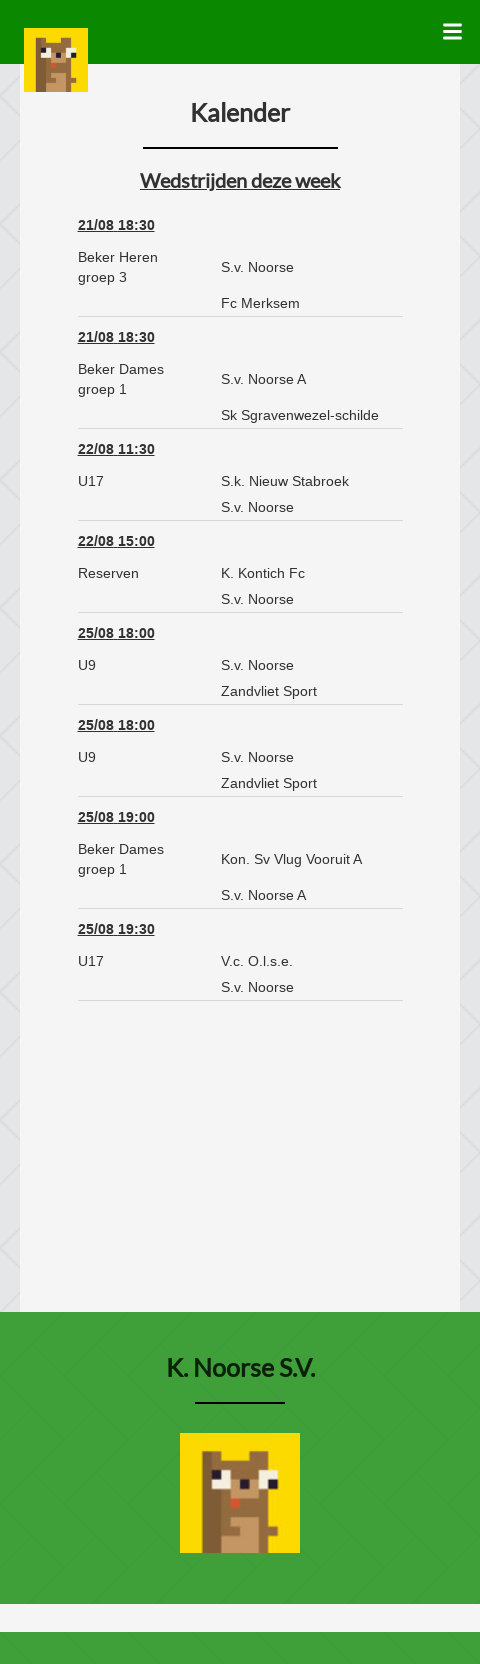 Kalender
Wedstrijden deze week
21/08 18:30
Beker Heren
groep 3
S.v. Noorse
Fc Merksem
21/08 18:30
Beker Dames
groep 1
S.v. Noorse A
Sk Sgravenwezel-schilde
22/08 11:30
U17
S.k. Nieuw Stabroek
S.v. Noorse
22/08 15:00
Reserven
K. Kontich Fc
S.v. Noorse
25/08 18:00
U9
S.v. Noorse
Zandvliet Sport
25/08 18:00
U9
S.v. Noorse
Zandvliet Sport
25/08 19:00
Beker Dames
groep 1
Kon. Sv Vlug Vooruit A
S.v. Noorse A
25/08 19:30
U17
V.c. O.l.s.e.
S.v. Noorse
K. Noorse S.V.